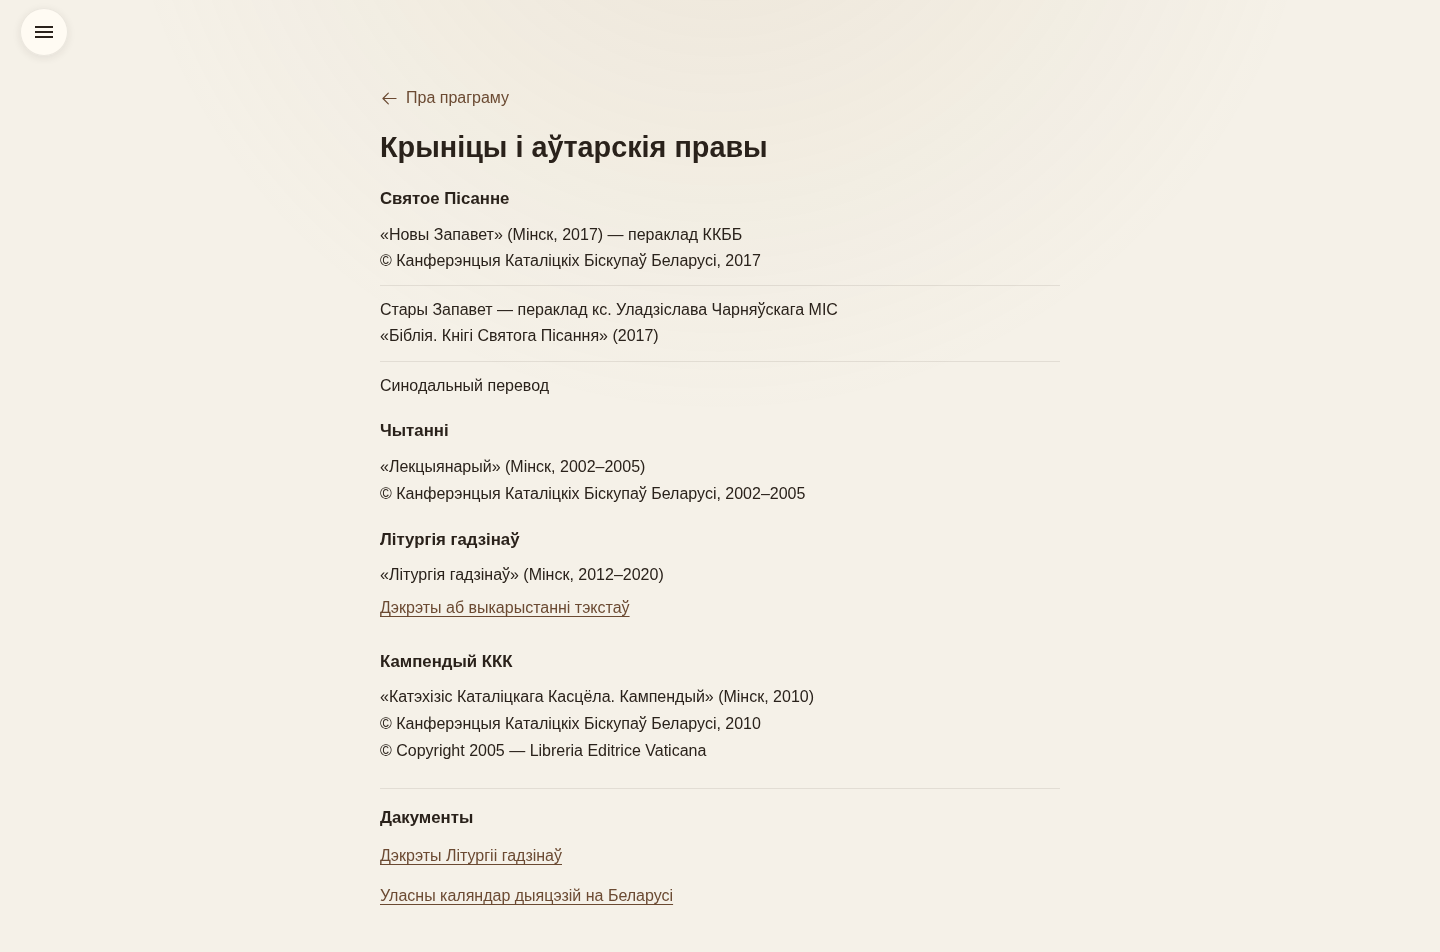 Пра праграму
Крыніцы і аўтарскія правы
Святое Пісанне
«Новы Запавет» (Мінск, 2017) — пераклад ККББ
© Канферэнцыя Каталіцкіх Біскупаў Беларусі, 2017
Стары Запавет — пераклад кс. Уладзіслава Чарняўскага MIC
«Біблія. Кнігі Святога Пісання» (2017)
Синодальный перевод
Чытанні
«Лекцыянарый» (Мінск, 2002–2005)
© Канферэнцыя Каталіцкіх Біскупаў Беларусі, 2002–2005
Літургія гадзінаў
«Літургія гадзінаў» (Мінск, 2012–2020)
Дэкрэты аб выкарыстанні тэкстаў
Кампендый ККК
«Катэхізіс Каталіцкага Касцёла. Кампендый» (Мінск, 2010)
© Канферэнцыя Каталіцкіх Біскупаў Беларусі, 2010
© Copyright 2005 — Libreria Editrice Vaticana
Дакументы
Дэкрэты Літургіі гадзінаў
Уласны каляндар дыяцэзій на Беларусі